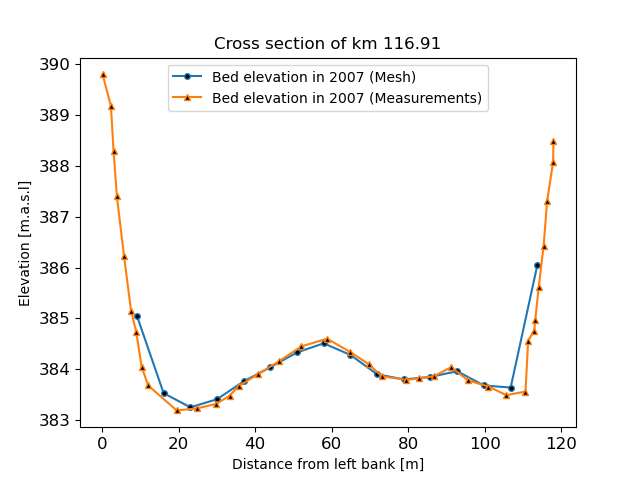 Cross section of km 116.91
Bed elevation in 2007 (Mesh)
Bed elevation in 2007 (Measurements)
Elevation [m.a.s.l]
390
389
388
387
386
385
384
383
0 20 40 60 80 100 120
Distance from left bank [m]